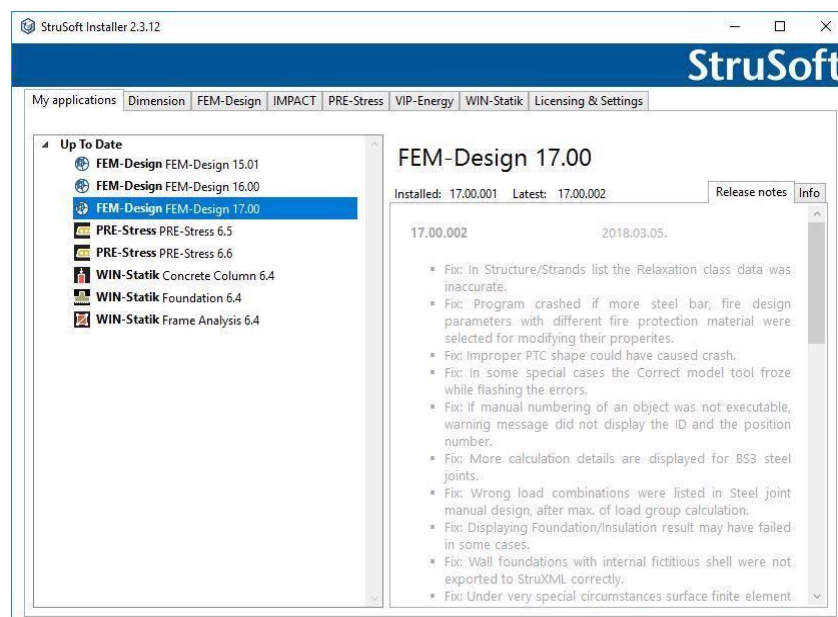 StruSoft Installer 2.3.12
StruSoft
My applications Dimension FEM-Design IMPACT PRE-Stress VIP-Energy WIN-Statik Licensing & Settings
Up To Date
FEM-Design FEM-Design 15.01
FEM-Design FEM-Design 16.00
FEM-Design FEM-Design 17.00
PRE-Stress PRE-Stress 6.5
PRE-Stress PRE-Stress 6.6
WIN-Statik Concrete Column 6.4
WIN-Statik Foundation 6.4
WIN-Statik Frame Analysis 6.4
FEM-Design 17.00
Installed: 17.00.001 Latest: 17.00.002 Release notes Info
17.00.002 2018.03.05.
Fix: In Structure/Strands list the Relaxation class data was
inaccurate.
Fix: Program crashed if more steel bar, fire design
parameters with different fire protection material were
selected for modifying their properites.
Fix: Improper PTC shape could have caused crash.
Fix: In some special cases the Correct model tool froze
while flashing the errors.
Fix: If manual numbering of an object was not executable,
warning message did not display the ID and the position
number.
Fix: More calculation details are displayed for BS3 steel
joints.
Fix: Wrong load combinations were listed in Steel joint
manual design, after max. of load group calculation.
Fix: Displaying Foundation/Insulation result may have failed
in some cases.
Fix: Wall foundations with internal fictitious shell were not
exported to StruXML correctly.
Fix: Under very special circumstances surface finite element